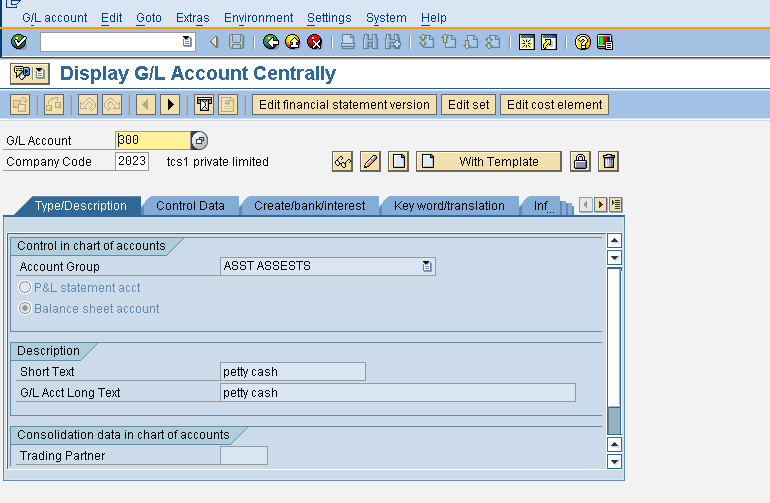 G/L account Edit Goto Extras Environment Settings System Help
Display G/L Account Centrally
Edit financial statement version Edit set Edit cost element
G/L Account 300
Company Code 2023 tcs1 private limited With Template
Type/Description Control Data Create/bank/interest Key word/translation Inf...
Control in chart of accounts
Account Group ASST ASSESTS
P&L statement acct
Balance sheet account
Description
Short Text petty cash
G/L Acct Long Text petty cash
Consolidation data in chart of accounts
Trading Partner